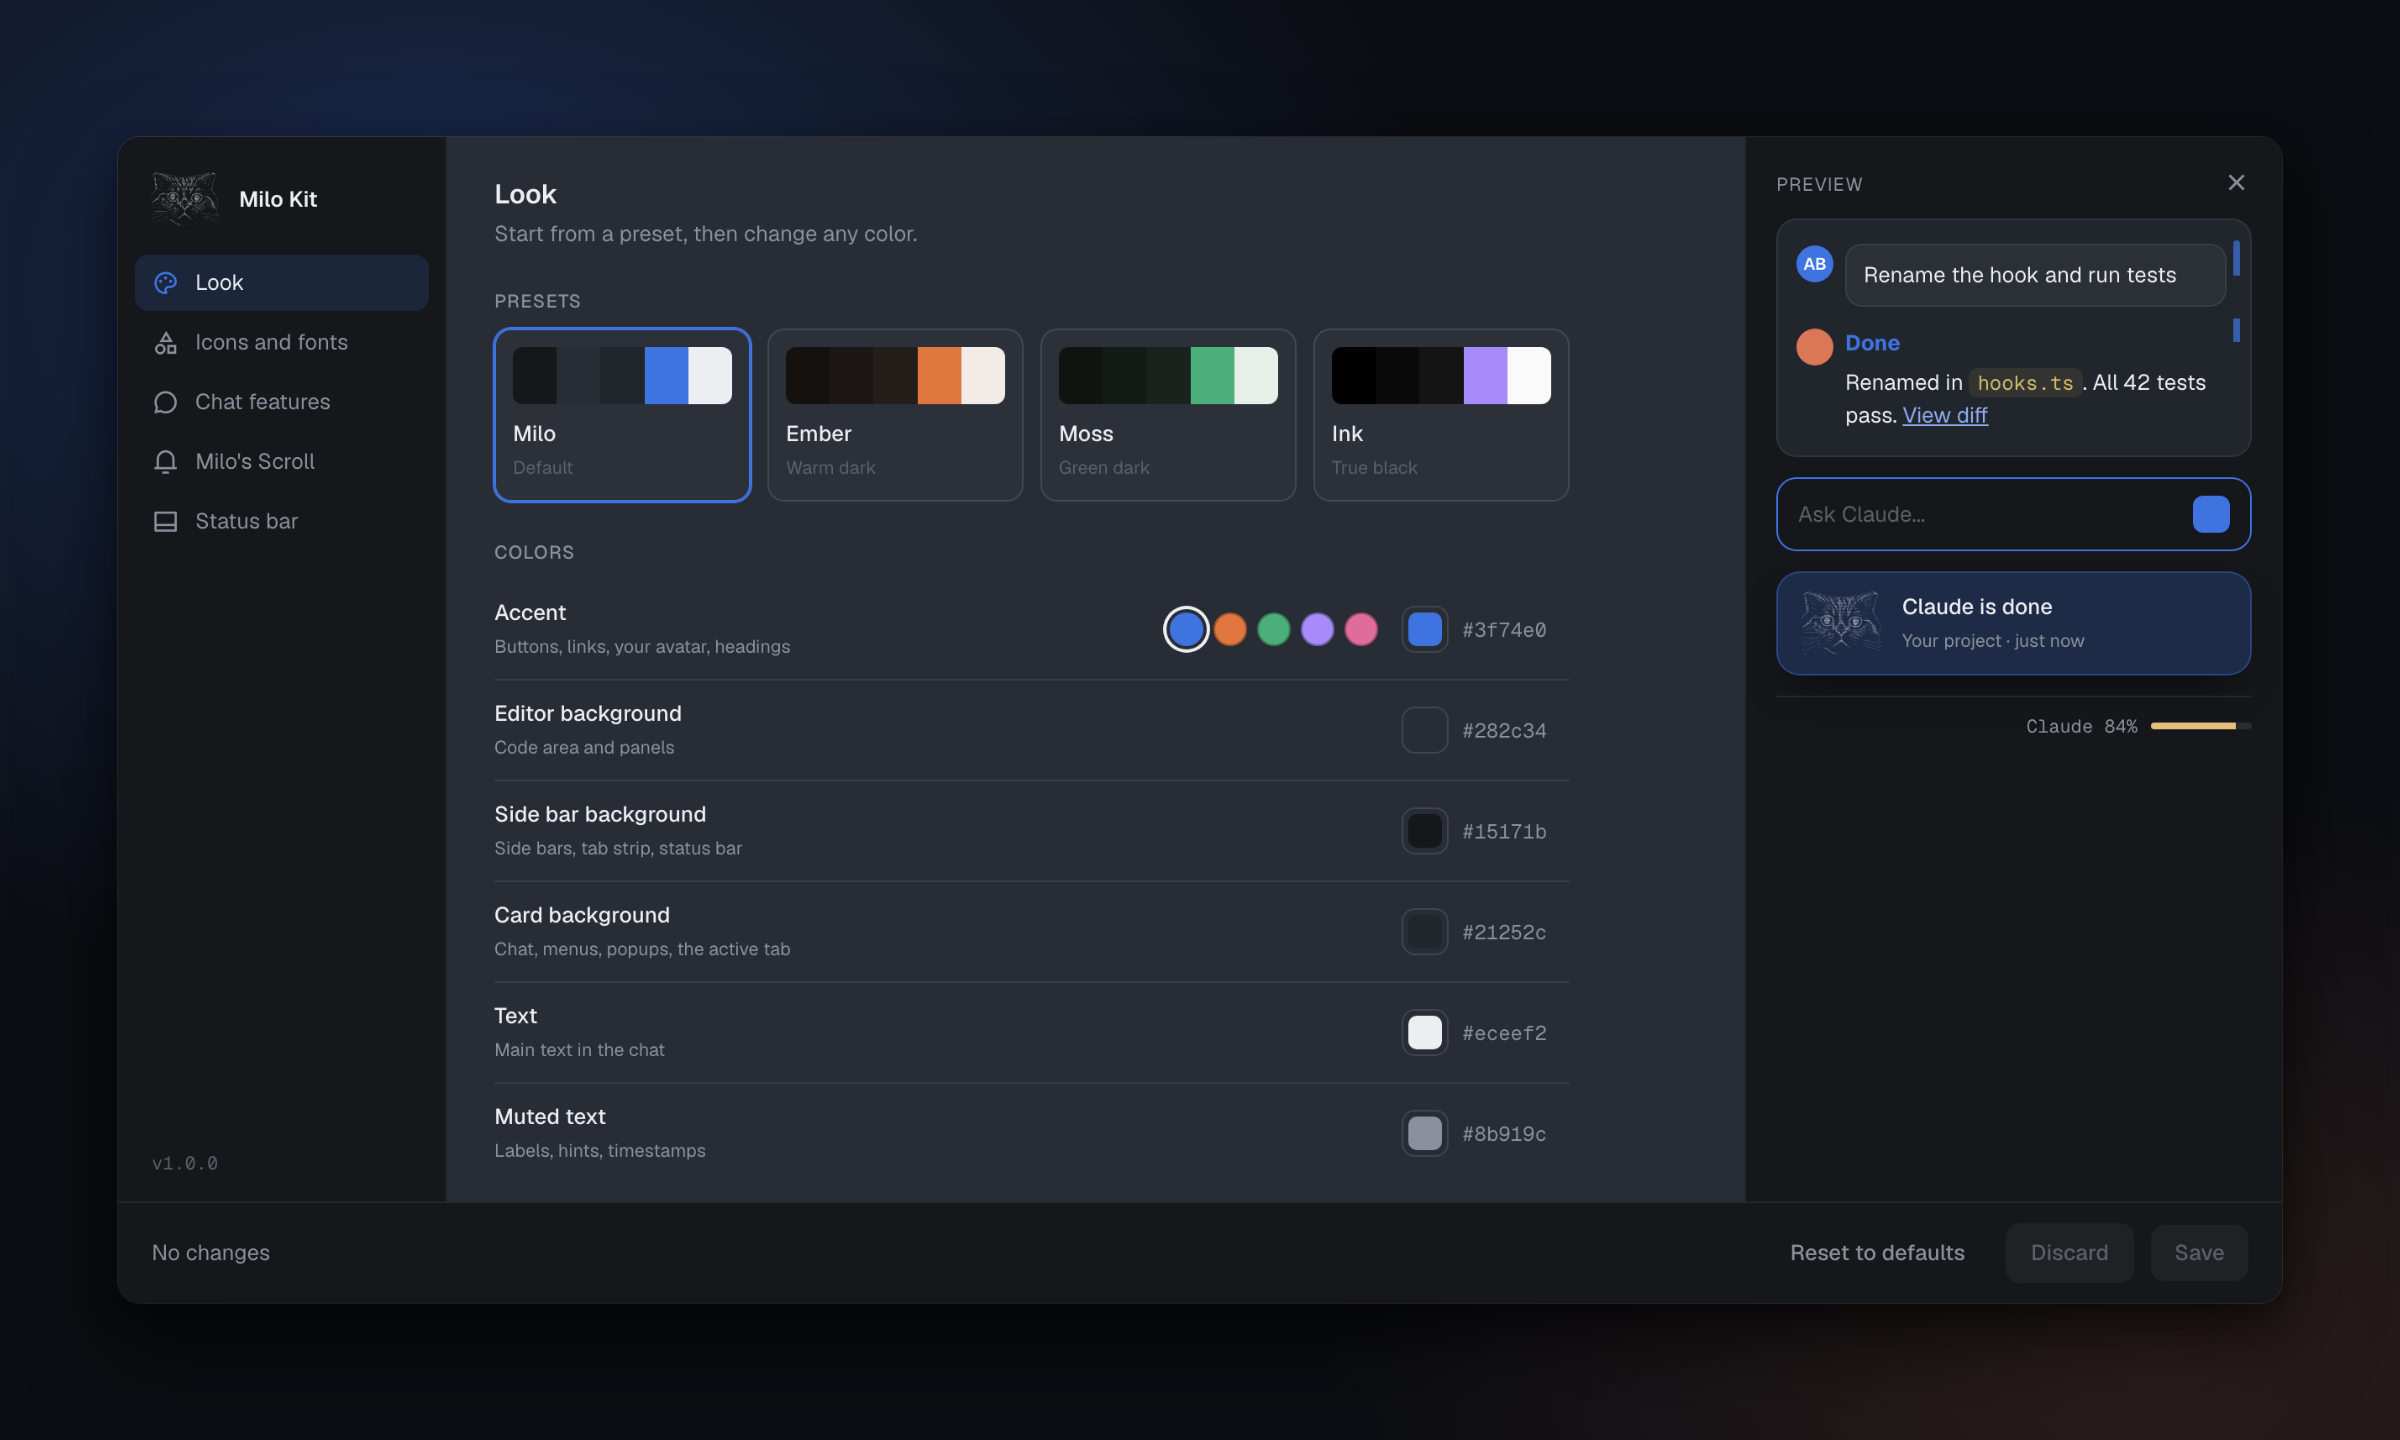 Milo Kit
Look
Icons and fonts
Chat features
Milo's Scroll
Status bar
v1.0.0
Look
Start from a preset, then change any color.
PRESETS
Milo
Default
Ember
Warm dark
Moss
Green dark
Ink
True black
COLORS
Accent
Buttons, links, your avatar, headings
#3f74e0
Editor background
Code area and panels
#282c34
Side bar background
Side bars, tab strip, status bar
#15171b
Card background
Chat, menus, popups, the active tab
#21252c
Text
Main text in the chat
#eceef2
Muted text
Labels, hints, timestamps
#8b919c
PREVIEW
AB
Rename the hook and run tests
Done
Renamed in hooks.ts. All 42 tests
pass. View diff
Ask Claude...
Claude is done
Your project · just now
Claude 84%
No changes
Reset to defaults
Discard
Save